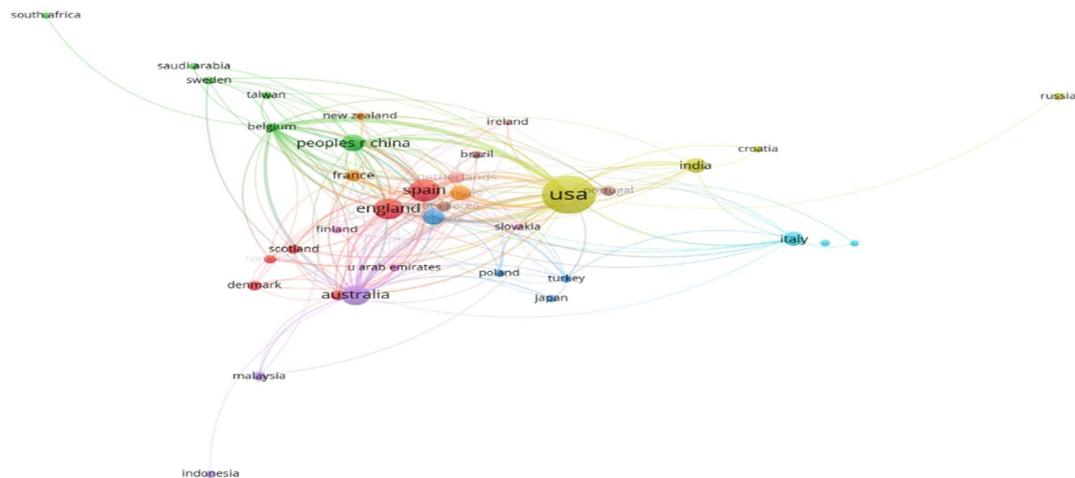 south africa
saudi arabia
sweden
taiwan
russia
new zealand
belgium
ireland
peoples r china
croatia
brazil
india
france
netherlands
spain
usa
portugal
england
slovakia
finland
italy
scotland
u arab emirates
poland
turkey
denmark
australia
japan
malaysia
indonesia